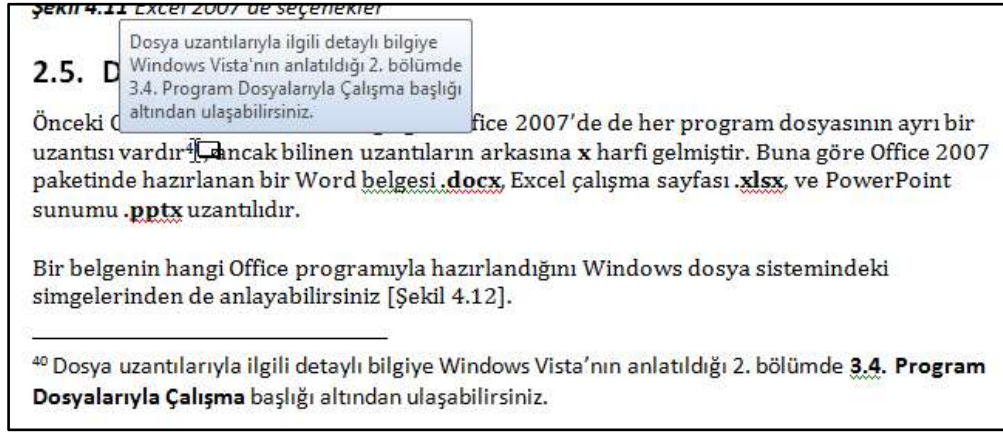 Şekil 4.11 Excel 2007'de seçenekler
Dosya uzantılarıyla ilgili detaylı bilgiye
Windows Vista'nın anlatıldığı 2. bölümde
3.4. Program Dosyalarıyla Çalışma başlığı
altından ulaşabilirsiniz.
2.5. D
Önceki fice 2007'de de her program dosyasının ayrı bir
uzantısı vardır ancak bilinen uzantıların arkasına x harfi gelmiştir. Buna göre Office 2007
paketinde hazırlanan bir Word belgesi .docx, Excel çalışma sayfası .xlsx, ve PowerPoint
sunumu .pptx uzantılıdır.
Bir belgenin hangi Office programıyla hazırlandığını Windows dosya sistemindeki
simgelerinden de anlayabilirsiniz [Şekil 4.12].
40 Dosya uzantılarıyla ilgili detaylı bilgiye Windows Vista'nın anlatıldığı 2. bölümde 3.4. Program
Dosyalarıyla Çalışma başlığı altından ulaşabilirsiniz.